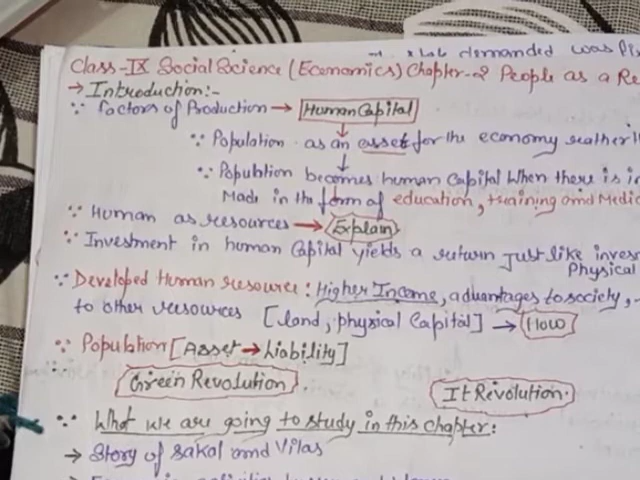 demanded was
Class-IX Social Science (Economics) Chapter-2 People as a Re
→ Introduction:-
∵ Factors of Production → Human Capital
∵ Population as an asset for the economy reather
∵ Population becomes human Capital When there is in
Made in the form of education, training and Medic
∵ Human as resources → Explain
∵ Investment in human Capital yields a return just like inves
Physical
∵ Developed Human resource: Higher Income, advantages to society,
to other resources [land, physical Capital] → How
∵ Population [Asset → Liability]
Green Revolution It Revolution.
∵ What we are going to study in this chapter:
→ Story of Sakal and Vilas